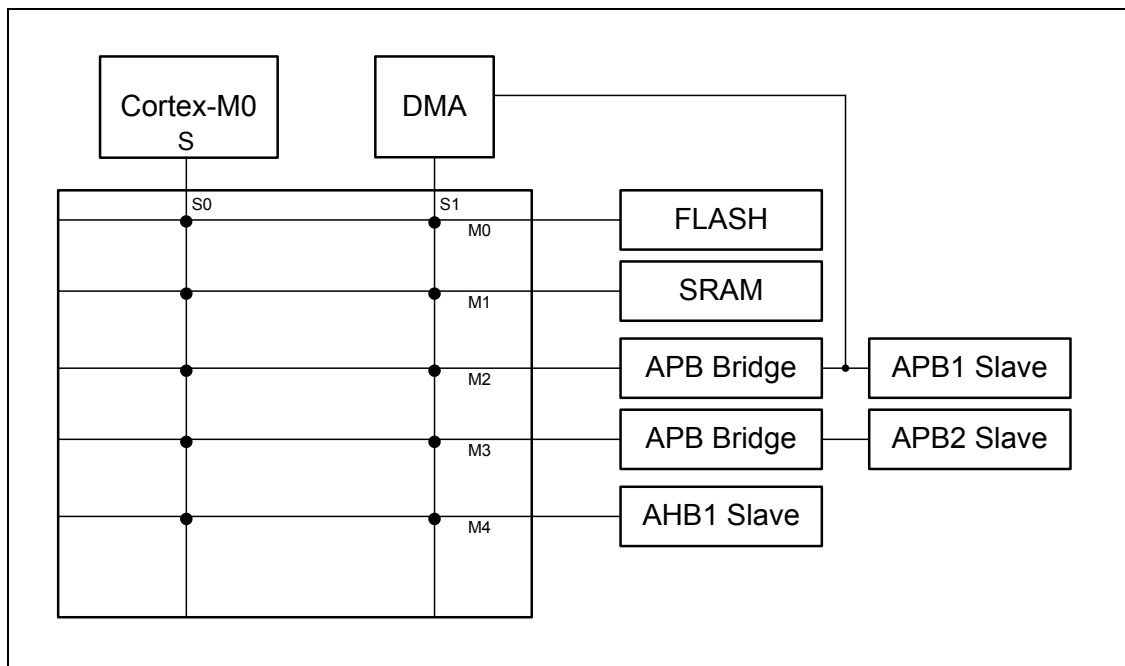 Cortex-M0
S
DMA
S0
S1
M0
FLASH
M1
SRAM
M2
APB Bridge
APB1 Slave
M3
APB Bridge
APB2 Slave
M4
AHB1 Slave